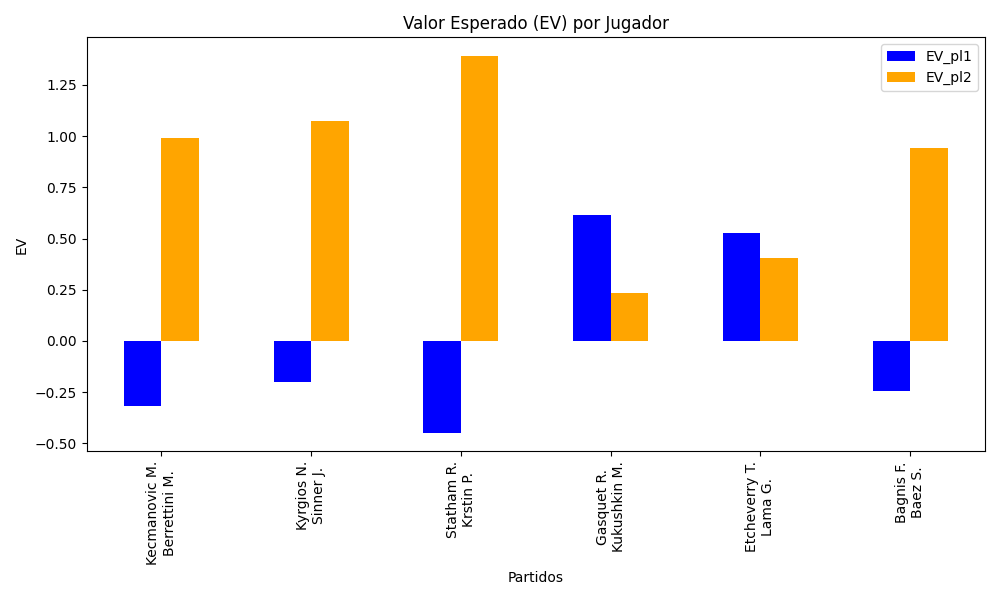 Valor Esperado (EV) por Jugador
EV_pl1
EV_pl2
EV
1.25
1.00
0.75
0.50
0.25
0.00
−0.25
−0.50
Kecmanovic M.
Berrettini M.
Kyrgios N.
Sinner J.
Statham R.
Krstin P.
Gasquet R.
Kukushkin M.
Etcheverry T.
Lama G.
Bagnis F.
Baez S.
Partidos